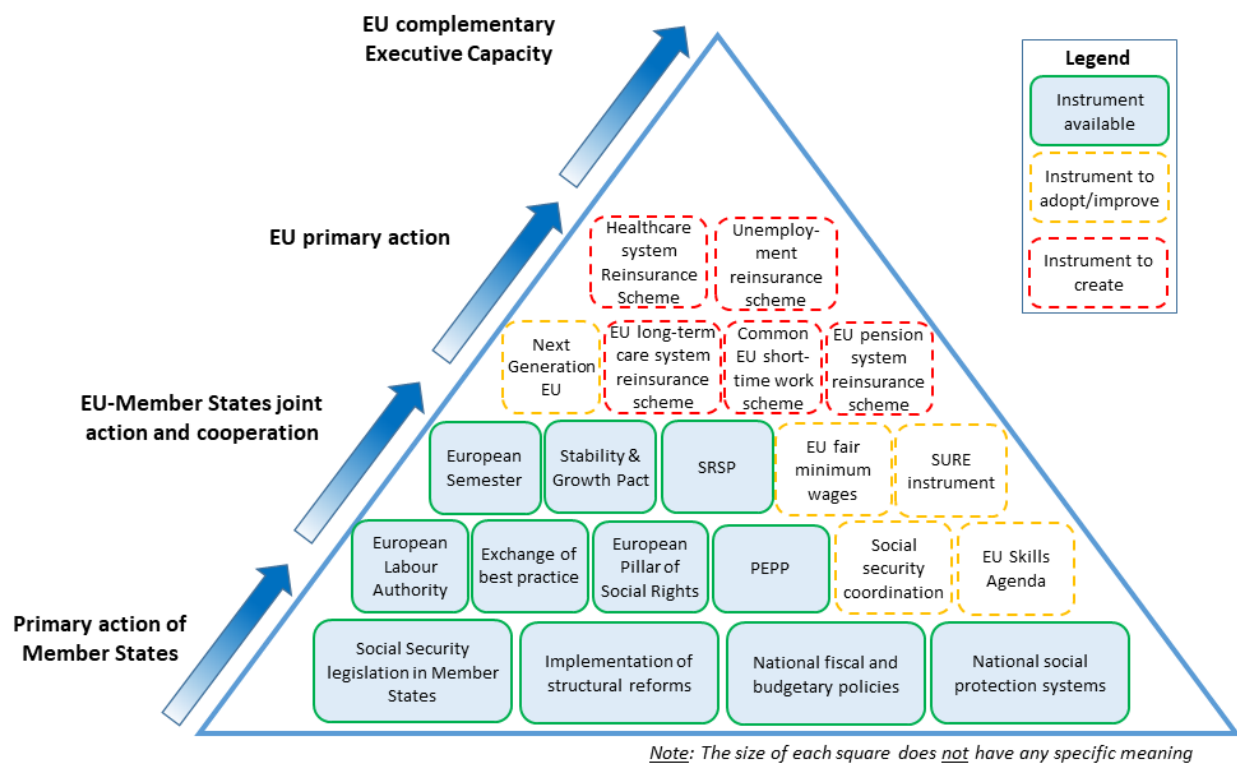 EU complementary
Executive Capacity
Legend
Instrument
available
Instrument to
adopt/improve
Instrument to
create
EU primary action
Healthcare
system
Reinsurance
Scheme
Unemploy-
ment
reinsurance
scheme
Next
Generation
EU
EU long-term
care system
reinsurance
scheme
Common
EU short-
time work
scheme
EU pension
system
reinsurance
scheme
EU-Member States joint
action and cooperation
European
Semester
Stability &
Growth Pact
SRSP
EU fair
minimum
wages
SURE
instrument
European
Labour
Authority
Exchange of
best practice
European
Pillar of
Social Rights
PEPP
Social
security
coordination
EU Skills
Agenda
Primary action of
Member States
Social Security
legislation in Member
States
Implementation of
structural reforms
National fiscal and
budgetary policies
National social
protection systems
Note: The size of each square does not have any specific meaning